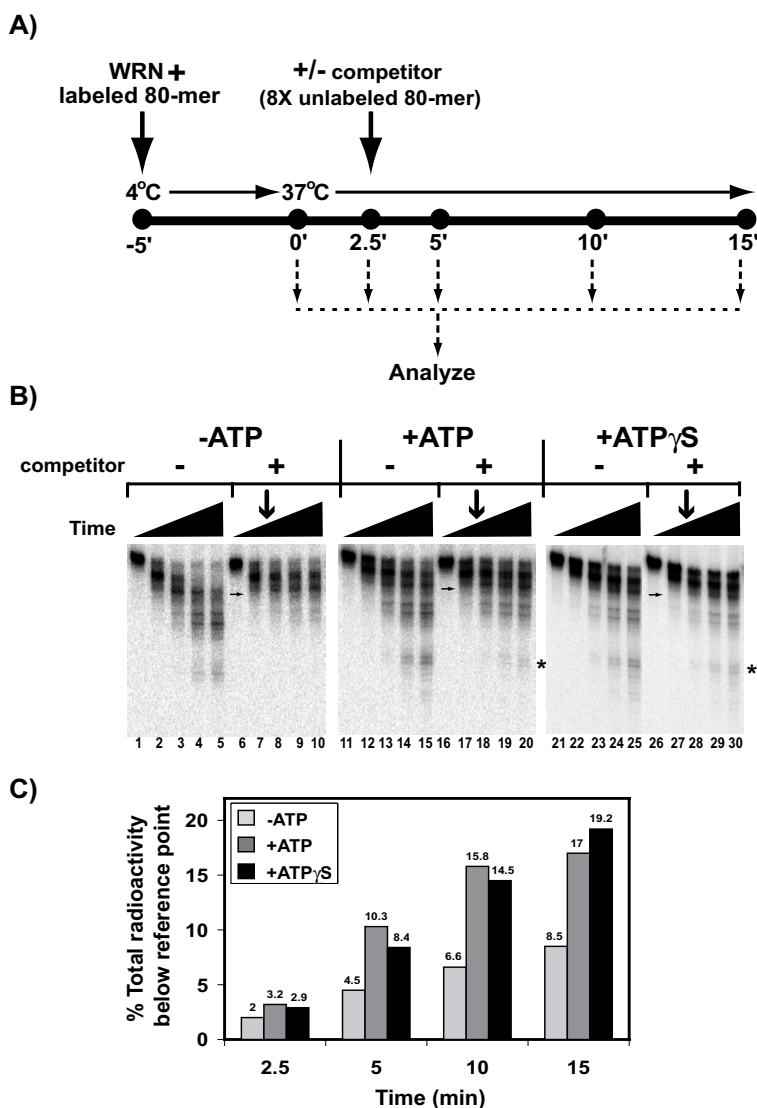 A)
WRN +
labeled 80-mer
+/- competitor
(8X unlabeled 80-mer)
4°C
37°C
-5' 0' 2.5' 5' 10' 15'
Analyze
B)
-ATP +ATP +ATPγS
competitor - + - + - +
Time
*
*
1 2 3 4 5 6 7 8 9 10 11 12 13 14 15 16 17 18 19 20 21 22 23 24 25 26 27 28 29 30
C)
% Total radioactivity
below reference point
20
15
10
5
0
-ATP
+ATP
+ATPγS
2 3.2 2.9
4.5 10.3 8.4
6.6 15.8 14.5
8.5 17 19.2
2.5 5 10 15
Time (min)